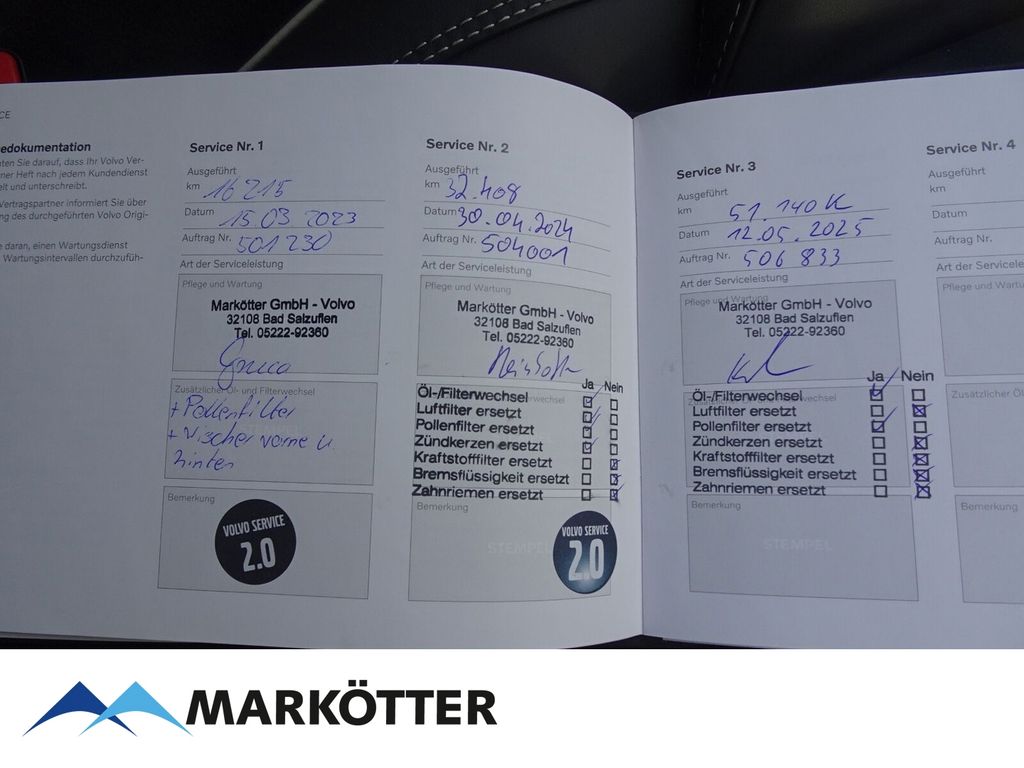 CE
edokumentation
ten Sie darauf, dass Ihr Volvo Ver-
ner Heft nach jedem Kundendienst
elt und unterschreibt.
Vertragspartner informiert Sie über
ng des durchgeführten Volvo Origi-
e daran, einen Wartungsdienst
Wartungsintervallen durchzufüh-
Service Nr. 1
Ausgeführt
km 16 215
Datum 15.03 2023
Auftrag Nr. 501 230
Art der Serviceleistung
Pflege und Wartung
Markötter GmbH - Volvo
32108 Bad Salzuflen
Tel. 05222-92360
Zusätzlicher Öl- und Filterwechsel
+ Pollenfilter
+ Wischer vorne u.
hinten
STEMPEL
Bemerkung
VOLVO SERVICE
2.0
Service Nr. 2
Ausgeführt
km 32.408
Datum 30.04.2024
Auftrag Nr. 504001
Art der Serviceleistung
Pflege und Wartung
Markötter GmbH - Volvo
32108 Bad Salzuflen
Tel. 05222-92360
Ja Nein
Öl-/Filterwechsel
Luftfilter ersetzt
Pollenfilter ersetzt
Zündkerzen ersetzt
Kraftstofffilter ersetzt
Bremsflüssigkeit ersetzt
Zahnriemen ersetzt
Bemerkung
STEMPEL
VOLVO SERVICE
2.0
Service Nr. 3
Ausgeführt
km 51.140 K
Datum 12.05.2025
Auftrag Nr. 506 833
Art der Serviceleistung
Pflege und Wartung
Markötter GmbH - Volvo
32108 Bad Salzuflen
Tel. 05222-92360
Ja Nein
Öl-/Filterwechsel
Luftfilter ersetzt
Pollenfilter ersetzt
Zündkerzen ersetzt
Kraftstofffilter ersetzt
Bremsflüssigkeit ersetzt
Zahnriemen ersetzt
Bemerkung
STEMPEL
Service Nr. 4
Ausgeführt
km
Datum
Auftrag Nr.
Art der Servicele
Pflege und Wartun
Zusätzlicher Öl
Bemerkung
MARKÖTTER